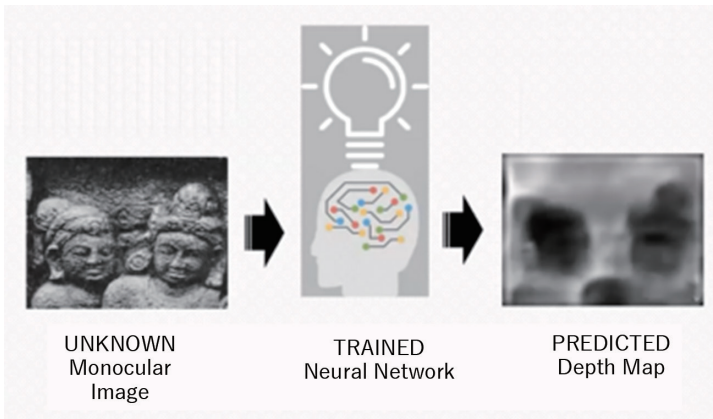 UNKNOWN
Monocular
Image
TRAINED
Neural Network
PREDICTED
Depth Map